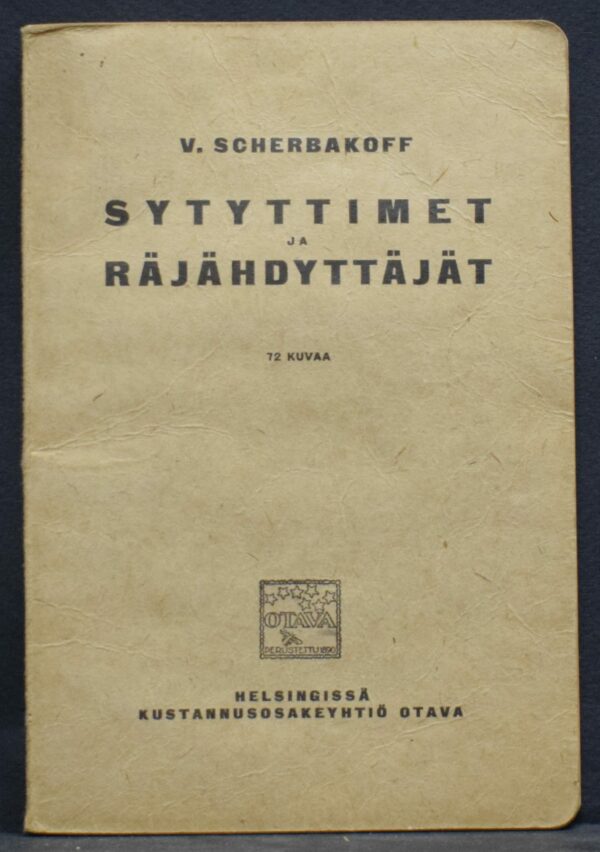 V. SCHERBAKOFF
SYTYTTIMET
JA
RÄJÄHDYTTÄJÄT
72 KUVAA
OTAVA
PERUSTETTU 1890
HELSINGISSÄ
KUSTANNUSOSAKEYHTIÖ OTAVA